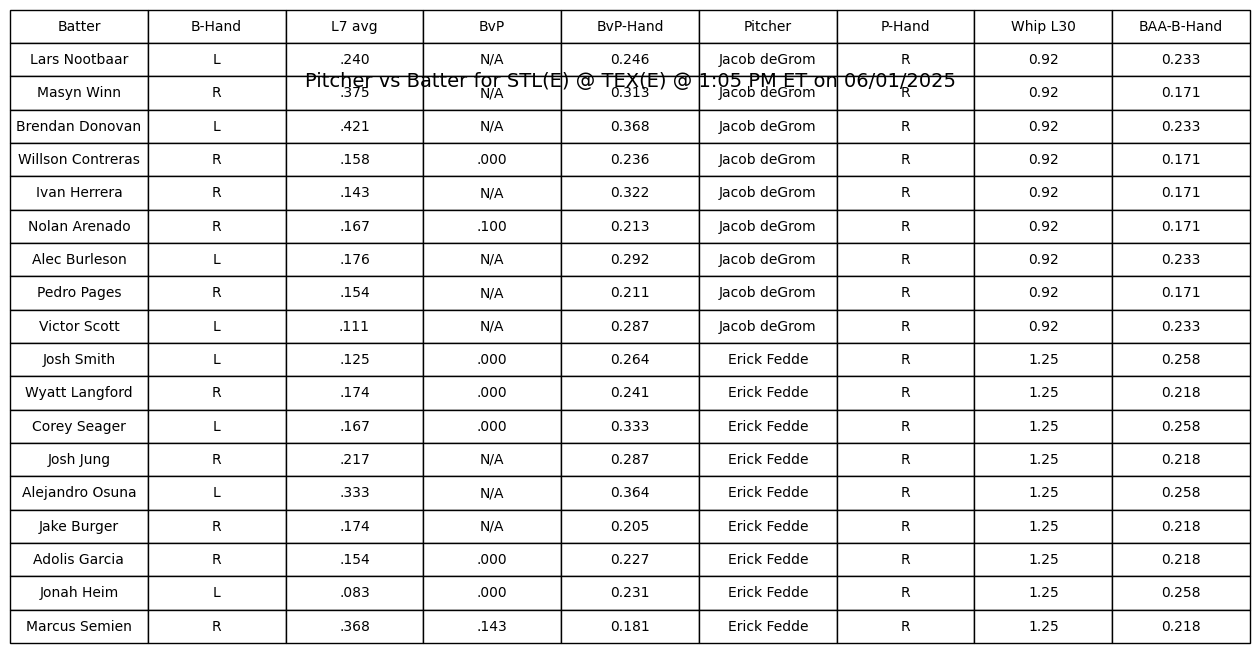 Batter B-Hand L7 avg BvP BvP-Hand Pitcher P-Hand Whip L30 BAA-B-Hand
Lars Nootbaar L .240 N/A 0.246 Jacob deGrom R 0.92 0.233
Pitcher vs Batter for STL(E) @ TEX(E) @ 1:05 PM ET on 06/01/2025
Masyn Winn R .375 N/A 0.313 Jacob deGrom R 0.92 0.171
Brendan Donovan L .421 N/A 0.368 Jacob deGrom R 0.92 0.233
Willson Contreras R .158 .000 0.236 Jacob deGrom R 0.92 0.171
Ivan Herrera R .143 N/A 0.322 Jacob deGrom R 0.92 0.171
Nolan Arenado R .167 .100 0.213 Jacob deGrom R 0.92 0.171
Alec Burleson L .176 N/A 0.292 Jacob deGrom R 0.92 0.233
Pedro Pages R .154 N/A 0.211 Jacob deGrom R 0.92 0.171
Victor Scott L .111 N/A 0.287 Jacob deGrom R 0.92 0.233
Josh Smith L .125 .000 0.264 Erick Fedde R 1.25 0.258
Wyatt Langford R .174 .000 0.241 Erick Fedde R 1.25 0.218
Corey Seager L .167 .000 0.333 Erick Fedde R 1.25 0.258
Josh Jung R .217 N/A 0.287 Erick Fedde R 1.25 0.218
Alejandro Osuna L .333 N/A 0.364 Erick Fedde R 1.25 0.258
Jake Burger R .174 N/A 0.205 Erick Fedde R 1.25 0.218
Adolis Garcia R .154 .000 0.227 Erick Fedde R 1.25 0.218
Jonah Heim L .083 .000 0.231 Erick Fedde R 1.25 0.258
Marcus Semien R .368 .143 0.181 Erick Fedde R 1.25 0.218